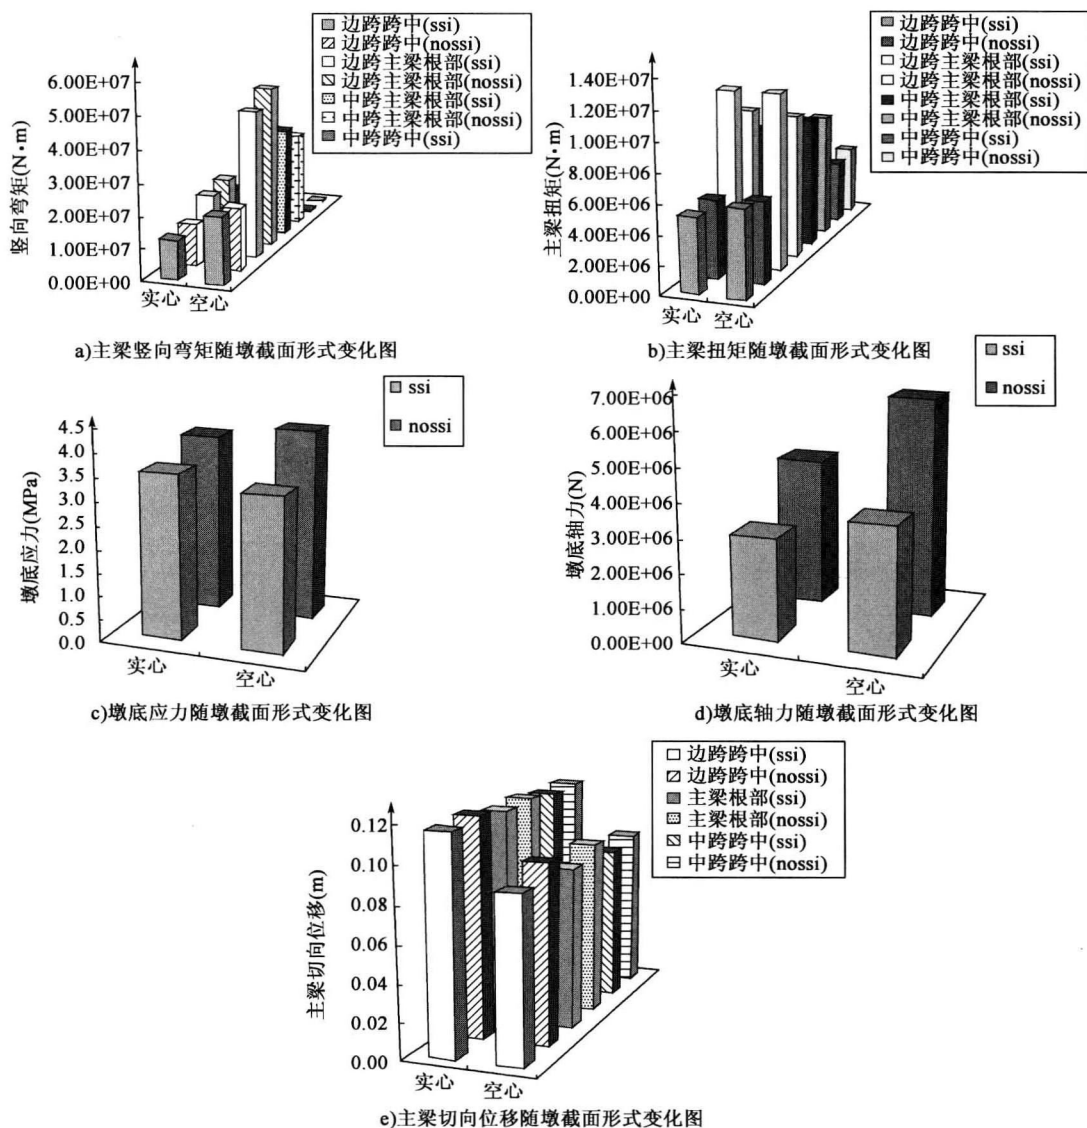 边跨跨中(ssi)
边跨跨中(nossi)
边跨主梁根部(ssi)
边跨主梁根部(nossi)
中跨主梁根部(ssi)
中跨主梁根部(nossi)
中跨跨中(ssi)
竖向弯矩(N·m)
6.00E+07
5.00E+07
4.00E+07
3.00E+07
2.00E+07
1.00E+07
0.00E+00
实心
空心
a)主梁竖向弯矩随墩截面形式变化图
边跨跨中(ssi)
边跨跨中(nossi)
边跨主梁根部(ssi)
边跨主梁根部(nossi)
中跨主梁根部(ssi)
中跨主梁根部(nossi)
中跨跨中(ssi)
中跨跨中(nossi)
主梁扭矩(N·m)
1.40E+07
1.20E+07
1.00E+07
8.00E+06
6.00E+06
4.00E+06
2.00E+06
0.00E+00
实心
空心
b)主梁扭矩随墩截面形式变化图
ssi
nossi
墩底应力(MPa)
4.5
4.0
3.5
3.0
2.5
2.0
1.5
1.0
0.5
0.0
实心
空心
c)墩底应力随墩截面形式变化图
ssi
nossi
墩底轴力(N)
7.00E+06
6.00E+06
5.00E+06
4.00E+06
3.00E+06
2.00E+06
1.00E+06
0.00E+06
实心
空心
d)墩底轴力随墩截面形式变化图
边跨跨中(ssi)
边跨跨中(nossi)
主梁根部(ssi)
主梁根部(nossi)
中跨跨中(ssi)
中跨跨中(nossi)
主梁切向位移(m)
0.12
0.10
0.08
0.06
0.04
0.02
0.00
实心
空心
e)主梁切向位移随墩截面形式变化图